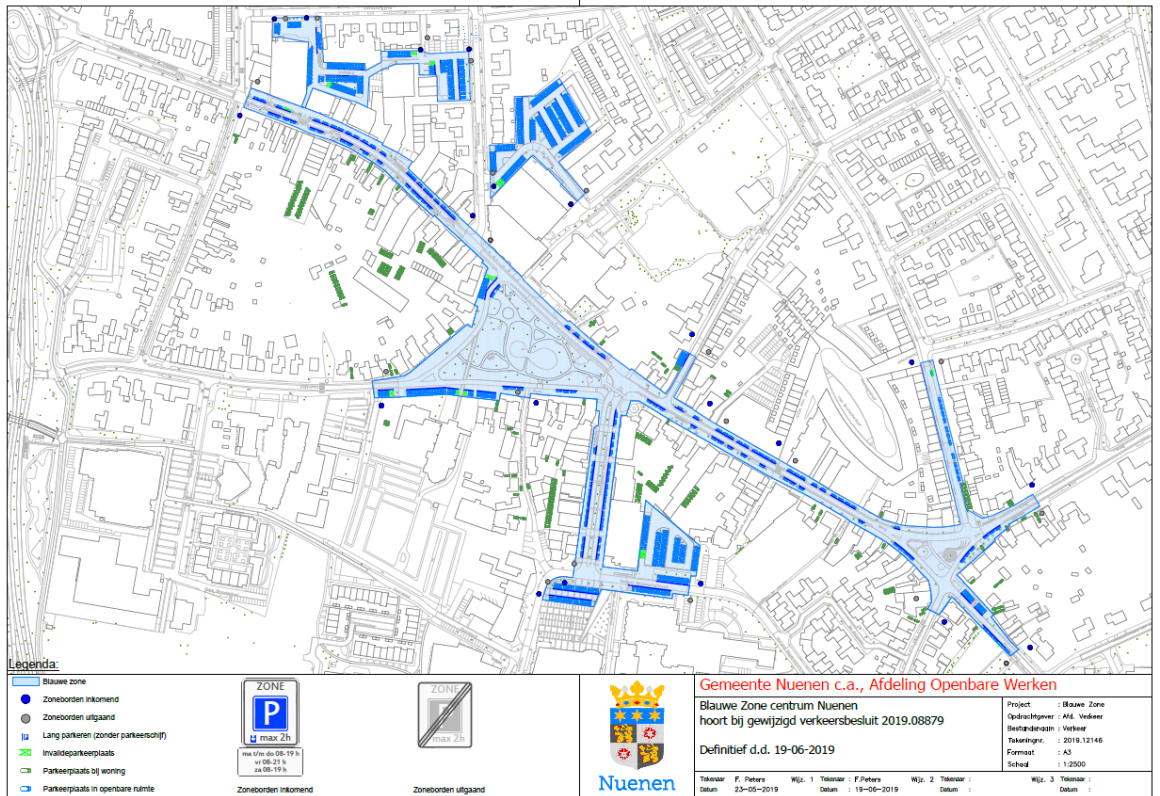 Legenda:
Blauwe zone
Zoneborden inkomend
Zoneborden uitgaand
Lang parkeren (zonder parkeerschijf)
Invalideparkeerplaats
Parkeerplaats bij woning
Parkeerplaats in openbare ruimte
ZONE
P
max 2h
ma t/m do 08-19 h
vr 08-21 h
za 08-19 h
Zoneborden inkomend
ZONE
P
max 2h
Zoneborden uitgaand
Nuenen
Gemeente Nuenen c.a., Afdeling Openbare Werken
Blauwe Zone centrum Nuenen
hoort bij gewijzigd verkeersbesluit 2019.08879
Definitief d.d. 19-06-2019
Project : Blauwe Zone
Opdrachtgever : Afd. Verkeer
Bestandsnaam : Verkeer
Tekeningnr. : 2019.12146
Formaat : A3
Schaal : 1:2500
Tekenaar F. Peters Wijz. 1 Tekenaar : F.Peters Wijz. 2 Tekenaar : Wijz. 3 Tekenaar :
Datum 23-05-2019 Datum : 19-06-2019 Datum : Datum :